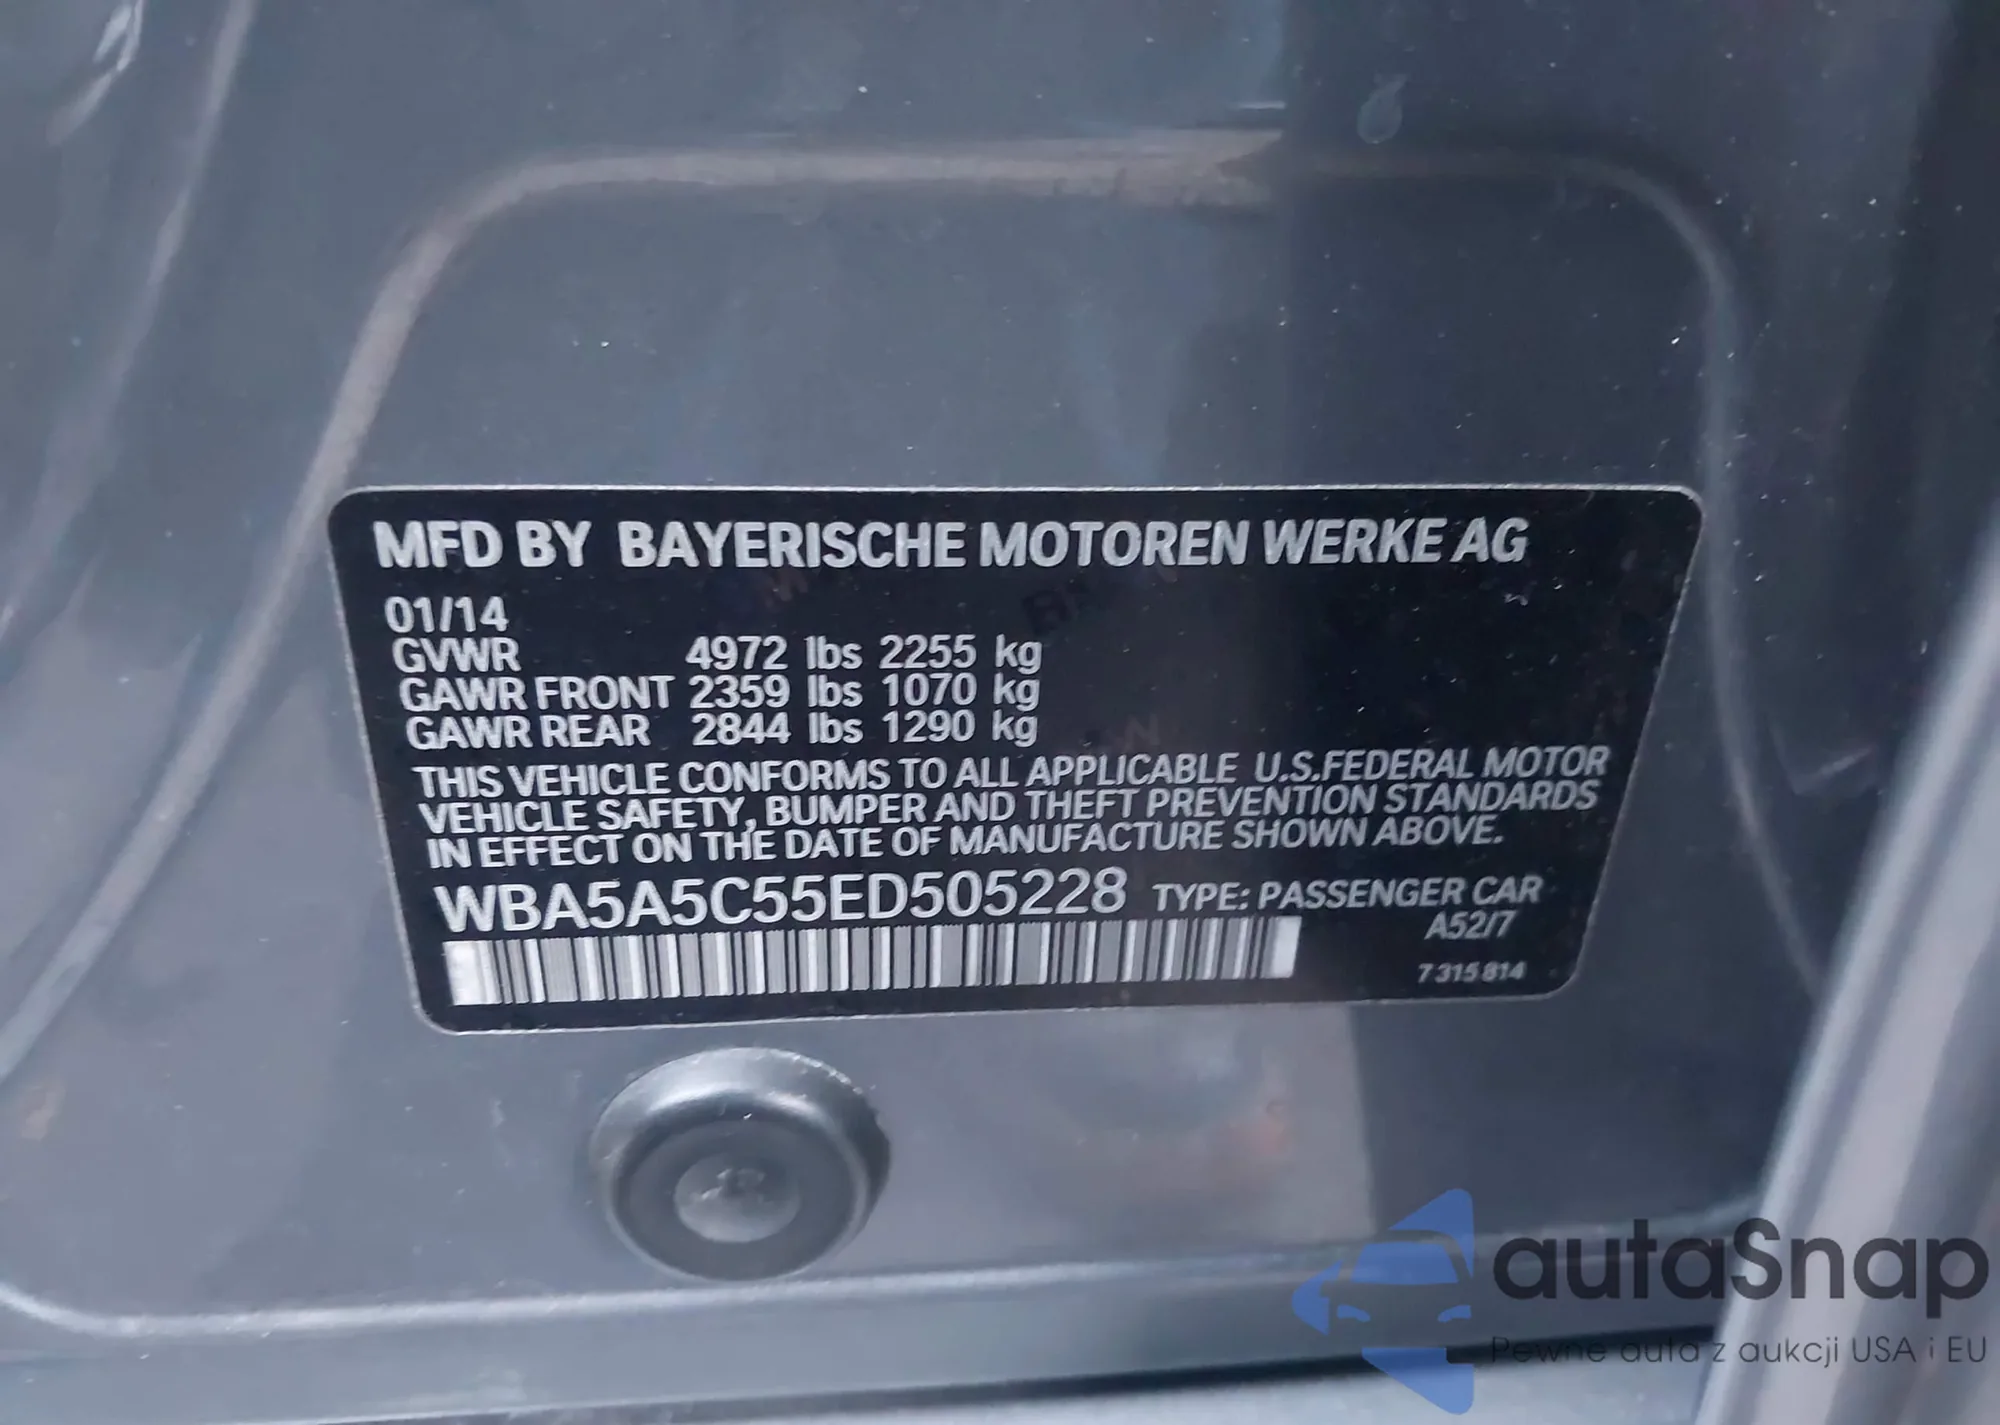 MFD BY BAYERISCHE MOTOREN WERKE AG
01/14
GVWR 4972 lbs 2255 kg
GAWR FRONT 2359 lbs 1070 kg
GAWR REAR 2844 lbs 1290 kg
THIS VEHICLE CONFORMS TO ALL APPLICABLE U.S.FEDERAL MOTOR
VEHICLE SAFETY, BUMPER AND THEFT PREVENTION STANDARDS
IN EFFECT ON THE DATE OF MANUFACTURE SHOWN ABOVE.
WBA5A5C55ED505228 TYPE: PASSENGER CAR
A52/7
7 315 814
autaSnap
Pewne auta z aukcji USA i EU